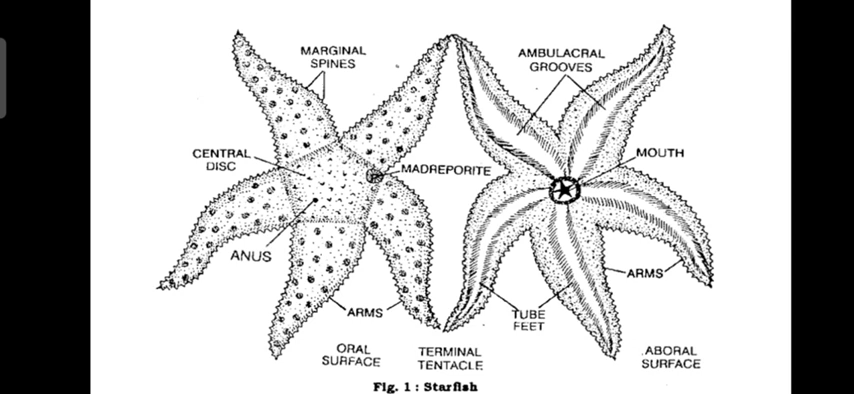 MARGINAL
SPINES
AMBULACRAL
GROOVES
CENTRAL
DISC
MADREPORITE
MOUTH
ANUS
ARMS
ARMS
TUBE
FEET
ORAL
SURFACE
TERMINAL
TENTACLE
ABORAL
SURFACE
Fig. 1 : Starfish